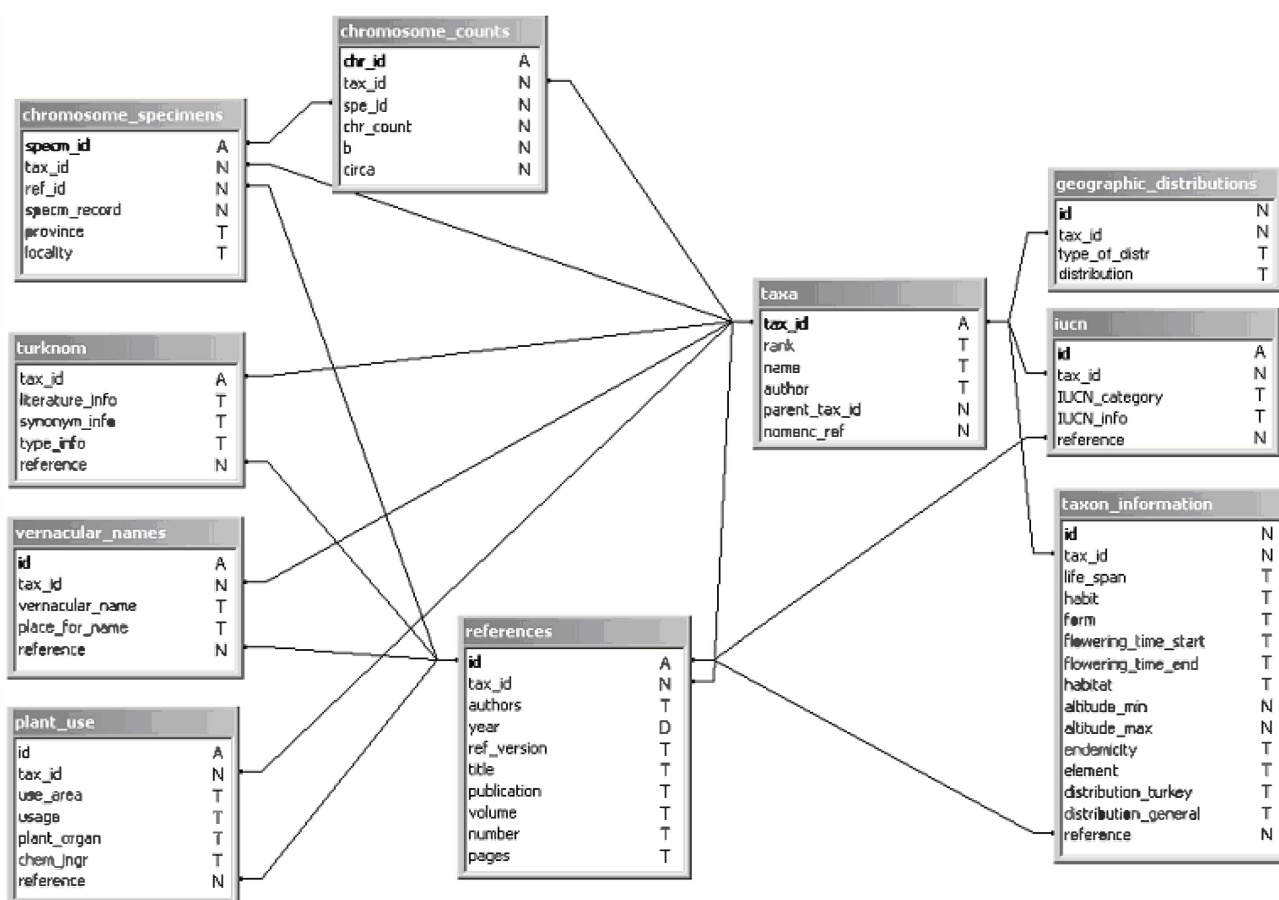 chromosome_counts
chr_id A
tax_id N
spe_id N
chr_count N
b N
circa N
chromosome_specimens
specm_id A
tax_id N
ref_id N
specm_record N
province T
locality T
geographic_distributions
id N
tax_id N
type_of_distr T
distribution T
taxa
tax_id A
rank T
name T
author T
parent_tax_id N
nomenc_ref N
iucn
id A
tax_id N
IUCN_category T
IUCN_info T
reference N
turknom
tax_id A
literature_info T
synonym_info T
type_info T
reference N
taxon_information
id N
tax_id N
life_span T
habit T
form T
flowering_time_start T
flowering_time_end T
habitat T
altitude_min N
altitude_max N
endemicity T
element T
distribution_turkey T
distribution_general T
reference N
vernacular_names
id A
tax_id N
vernacular_name T
place_for_name T
reference N
references
id A
tax_id N
authors T
year D
ref_version T
title T
publication T
volume T
number T
pages T
plant_use
id A
tax_id N
use_area T
usage T
plant_organ T
chem_ingr T
reference N